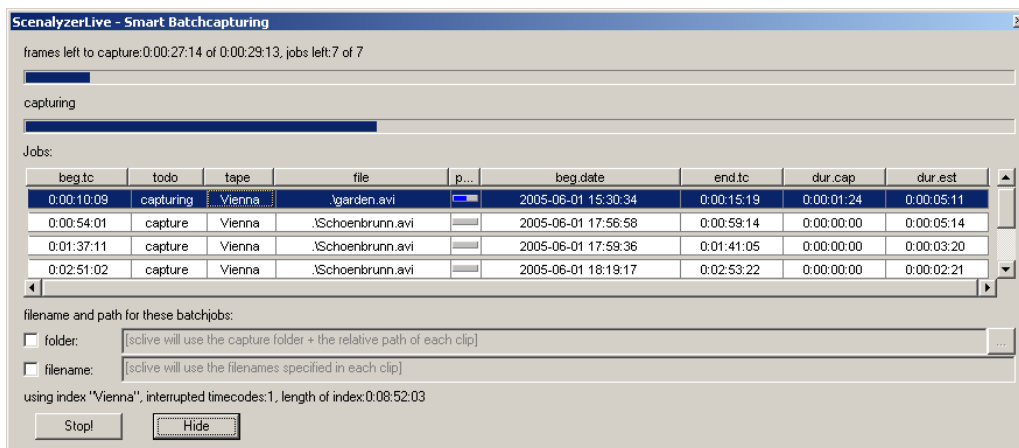 ScenalyzerLive - Smart Batchcapturing
frames left to capture:0:00:27:14 of 0:00:29:13, jobs left:7 of 7
capturing
Jobs:
beg.tc todo tape file p... beg.date end.tc dur.cap dur.est
0:00:10:09 capturing Vienna .\garden.avi 2005-06-01 15:30:34 0:00:15:19 0:00:01:24 0:00:05:11
0:00:54:01 capture Vienna .\Schoenbrunn.avi 2005-06-01 17:56:58 0:00:59:14 0:00:00:00 0:00:05:14
0:01:37:11 capture Vienna .\Schoenbrunn.avi 2005-06-01 17:59:36 0:01:41:05 0:00:00:00 0:00:03:20
0:02:51:02 capture Vienna .\Schoenbrunn.avi 2005-06-01 18:19:17 0:02:53:22 0:00:00:00 0:00:02:21
filename and path for these batchjobs:
folder: [sclive will use the capture folder + the relative path of each clip] ...
filename: [sclive will use the filenames specified in each clip]
using index "Vienna", interrupted timecodes:1, length of index:0:08:52:03
Stop! Hide